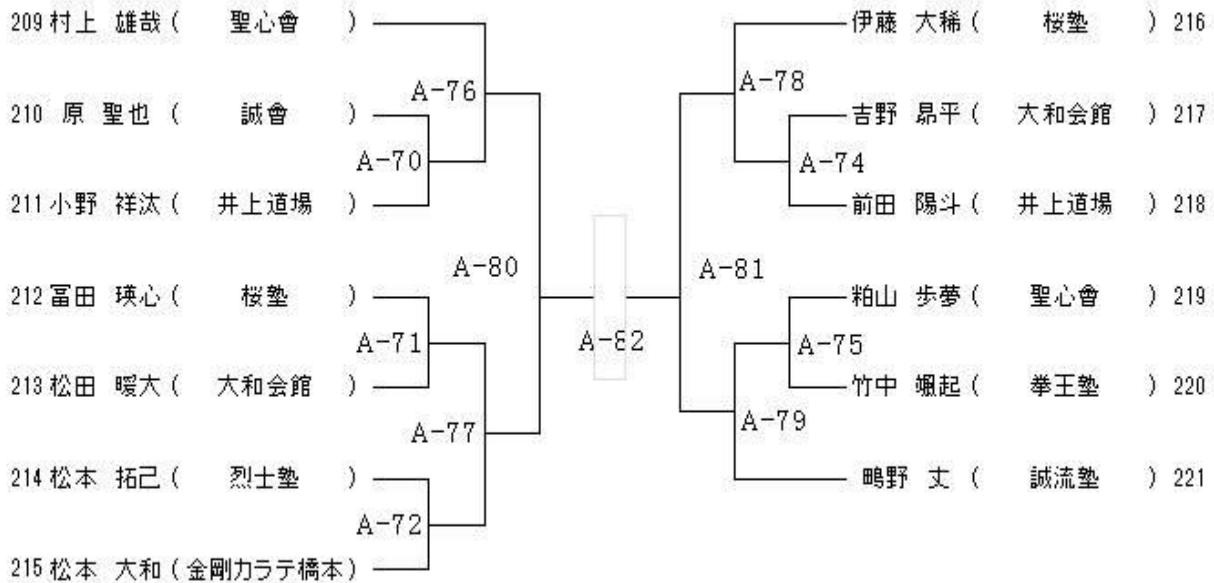 209 村上 雄哉 ( 聖心會 )
A-76
210 原 聖也 ( 誠會 )
A-70
211 小野 祥汰 ( 井上道場 )
A-80
212 冨田 瑛心 ( 桜塾 )
A-71
213 松田 暖大 ( 大和会館 )
A-77
214 松本 拓己 ( 烈士塾 )
A-72
215 松本 大和 ( 金剛カラテ橋本 )
A-82
伊藤 大稀 ( 桜塾 ) 216
A-78
吉野 昴平 ( 大和会館 ) 217
A-74
前田 陽斗 ( 井上道場 ) 218
A-81
粕山 歩夢 ( 聖心會 ) 219
A-75
竹中 颯起 ( 拳王塾 ) 220
A-79
鴫野 丈 ( 誠流塾 ) 221